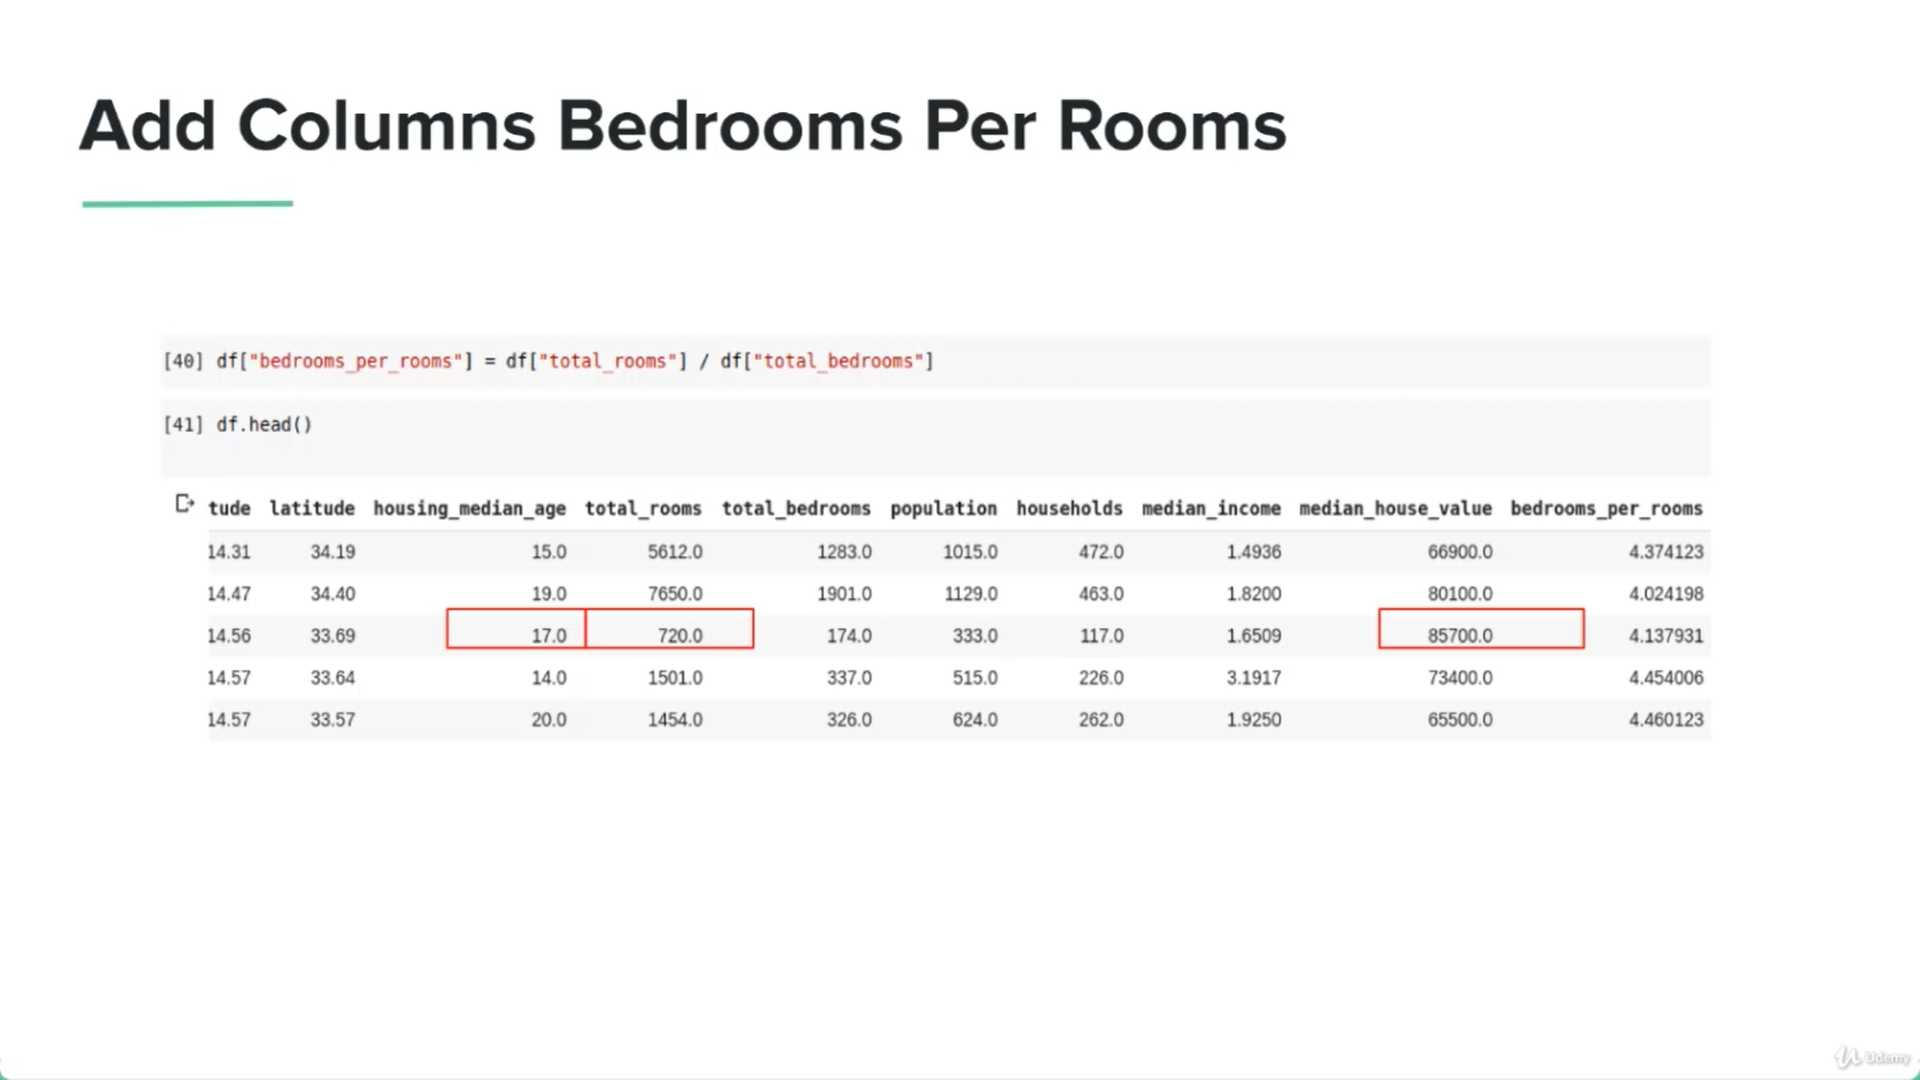 Add Columns Bedrooms Per Rooms
[40] df["bedrooms_per_rooms"] = df["total_rooms"] / df["total_bedrooms"]
[41] df.head()
tude latitude housing_median_age total_rooms total_bedrooms population households median_income median_house_value bedrooms_per_rooms
14.31 34.19 15.0 5612.0 1283.0 1015.0 472.0 1.4936 66900.0 4.374123
14.47 34.40 19.0 7650.0 1901.0 1129.0 463.0 1.8200 80100.0 4.024198
14.56 33.69 17.0 720.0 174.0 333.0 117.0 1.6509 85700.0 4.137931
14.57 33.64 14.0 1501.0 337.0 515.0 226.0 3.1917 73400.0 4.454006
14.57 33.57 20.0 1454.0 326.0 624.0 262.0 1.9250 65500.0 4.460123
Udemy